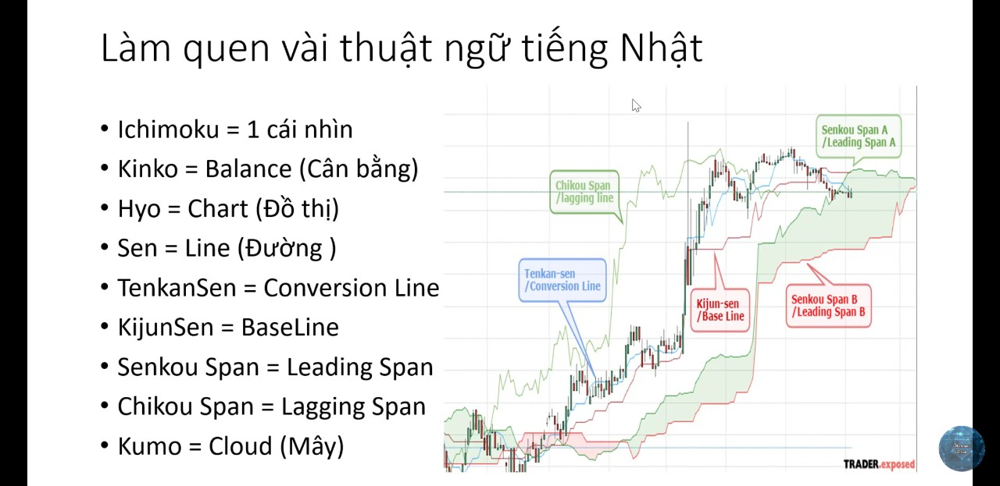 Làm quen vài thuật ngữ tiếng Nhật
• Ichimoku = 1 cái nhìn
• Kinko = Balance (Cân bằng)
• Hyo = Chart (Đồ thị)
• Sen = Line (Đường )
• TenkanSen = Conversion Line
• KijunSen = BaseLine
• Senkou Span = Leading Span
• Chikou Span = Lagging Span
• Kumo = Cloud (Mây)
Senkou Span A
/Leading Span A
Chikou Span
/lagging line
Tenkan-sen
/Conversion Line
Kijun-sen
/Base Line
Senkou Span B
/Leading Span B
TRADER.exposed